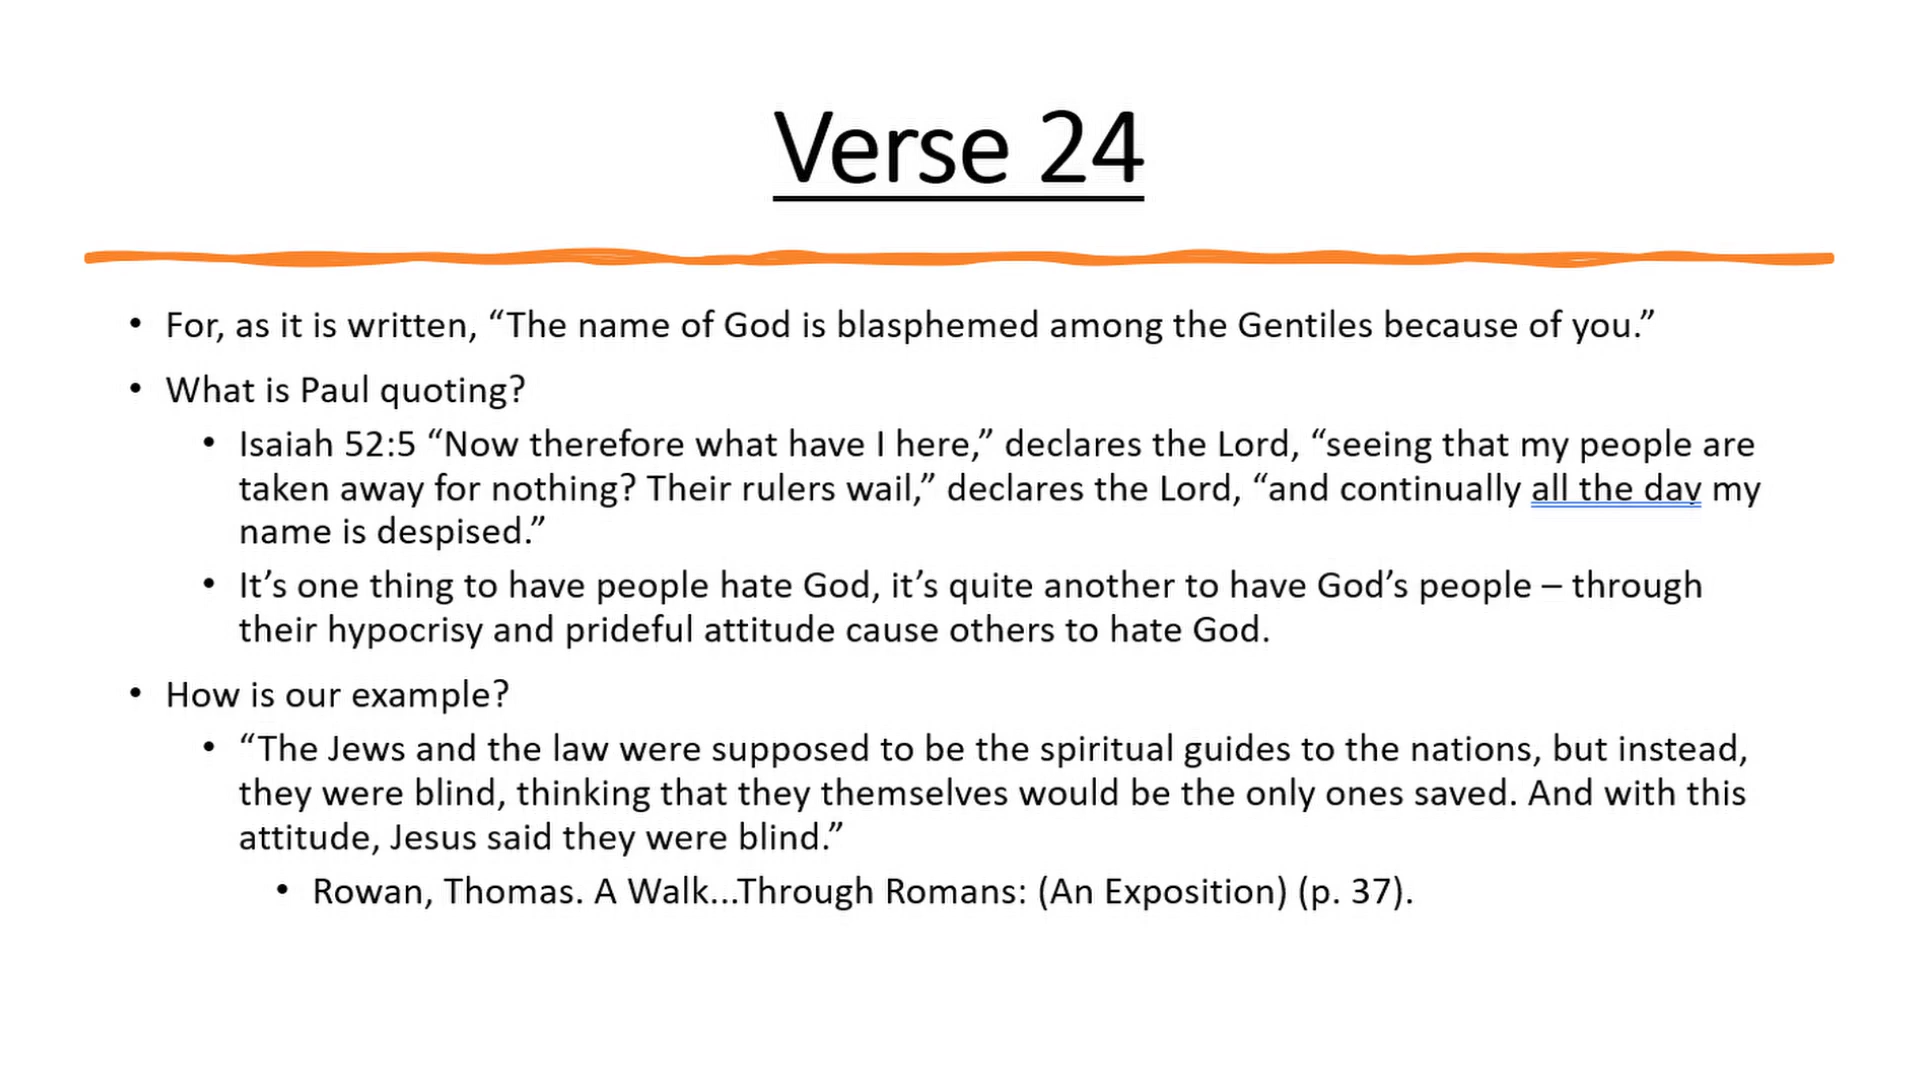 Verse 24
• For, as it is written, “The name of God is blasphemed among the Gentiles because of you.”
• What is Paul quoting?
• Isaiah 52:5 “Now therefore what have I here,” declares the Lord, “seeing that my people are
taken away for nothing? Their rulers wail,” declares the Lord, “and continually all the day my
name is despised.”
• It’s one thing to have people hate God, it’s quite another to have God’s people – through
their hypocrisy and prideful attitude cause others to hate God.
• How is our example?
• “The Jews and the law were supposed to be the spiritual guides to the nations, but instead,
they were blind, thinking that they themselves would be the only ones saved. And with this
attitude, Jesus said they were blind.”
• Rowan, Thomas. A Walk...Through Romans: (An Exposition) (p. 37).